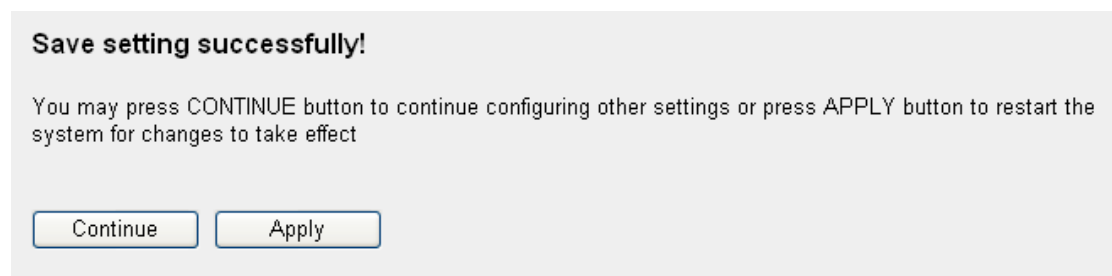 Save setting successfully!
You may press CONTINUE button to continue configuring other settings or press APPLY button to restart the
system for changes to take effect
Continue Apply